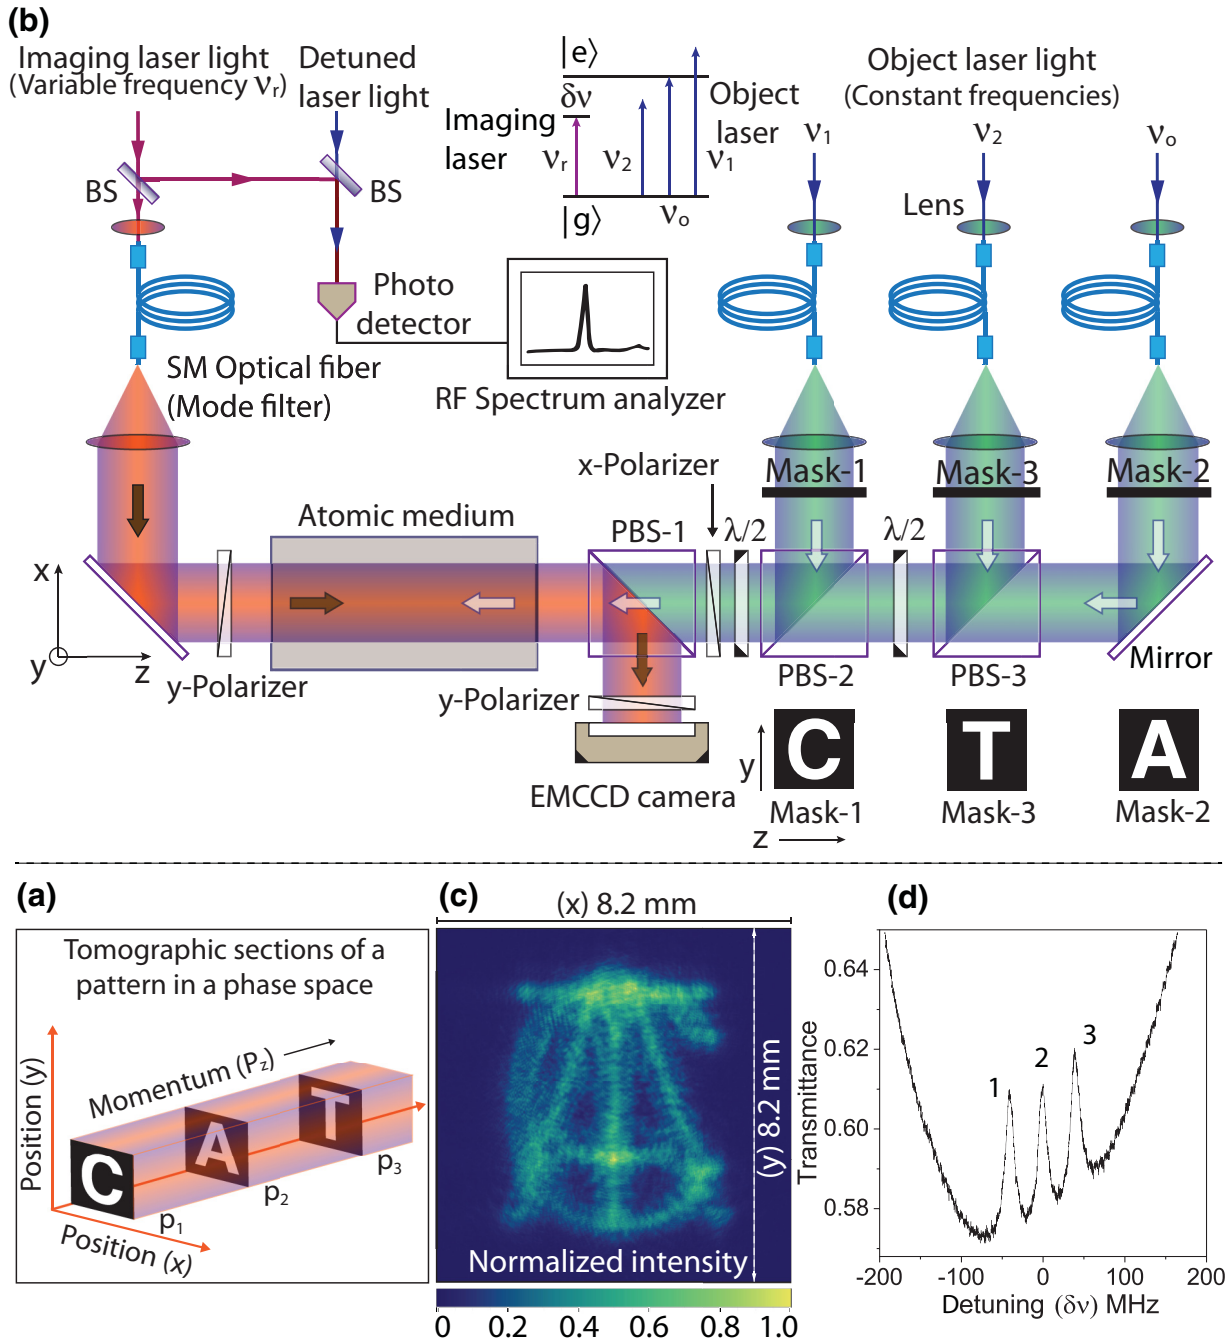 (b)
Imaging laser light
(Variable frequency νr)
Detuned
laser light
|e⟩
δν
Imaging
laser
νr
ν2
νo
ν1
Object
laser
|g⟩
Object laser light
(Constant frequencies)
ν1
ν2
νo
BS
BS
Lens
Photo
detector
SM Optical fiber
(Mode filter)
RF Spectrum analyzer
x-Polarizer
Mask-1
Mask-3
Mask-2
Atomic medium
PBS-1
λ/2
λ/2
x
y
z
y-Polarizer
y-Polarizer
PBS-2
PBS-3
Mirror
EMCCD camera
y
z
C
T
A
Mask-1
Mask-3
Mask-2
(a)
Tomographic sections of a
pattern in a phase space
Momentum (Pz)
Position (y)
Position (x)
C
A
T
p1
p2
p3
(c)
(x) 8.2 mm
(y) 8.2 mm
Normalized intensity
0 0.2 0.4 0.6 0.8 1.0
(d)
Transmittance
0.64
0.62
0.60
0.58
1
2
3
-200 -100 0 100 200
Detuning (δν) MHz